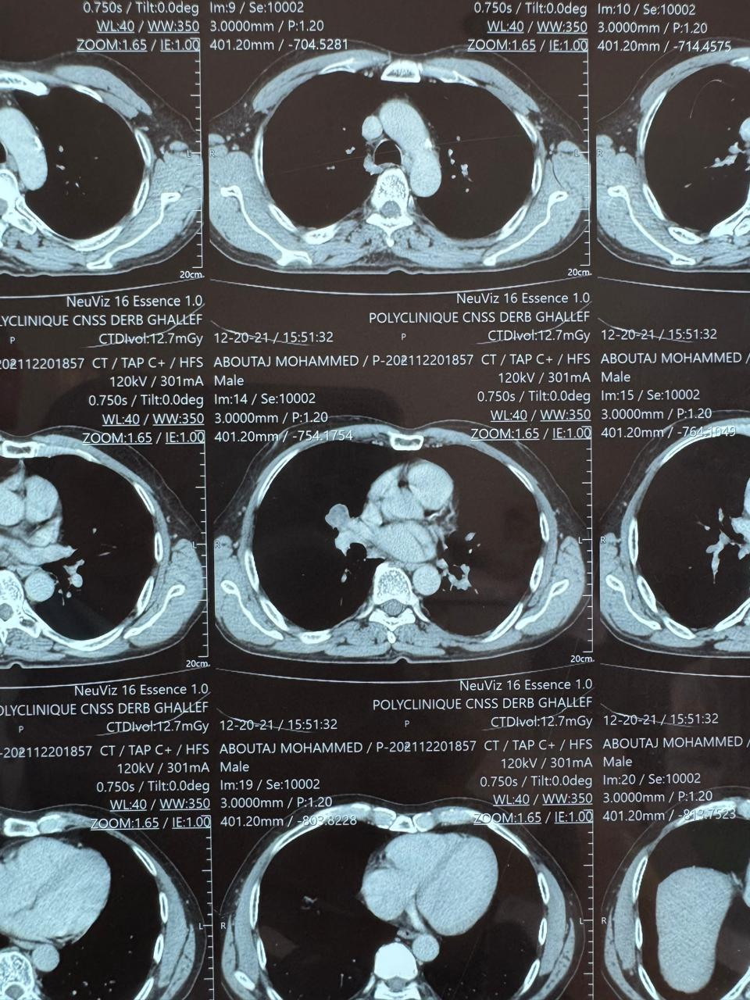 0.750s / Tilt:0.0deg
WL:40 / WW:350
ZOOM:1.65 / IE:1.00
Im:9 / Se:10002
3.0000mm / P:1.20
401.20mm / -704.5281
0.750s / Tilt:0.0deg
WL:40 / WW:350
ZOOM:1.65 / IE:1.00
Im:10 / Se:10002
3.0000mm / P:1.20
401.20mm / -714.4575
L
R
L
R
20cm
20cm
NeuViz 16 Essence 1.0
LYCLINIQUE CNSS DERB GHALLEF
P
CTDIvol:12.7mGy
NeuViz 16 Essence 1.0
POLYCLINIQUE CNSS DERB GHALLEF
12-20-21 / 15:51:32
P
CTDIvol:12.7mGy
12-20-21 / 15:51:32
202112201857 CT / TAP C+ / HFS
120kV / 301mA
0.750s / Tilt:0.0deg
WL:40 / WW:350
ZOOM:1.65 / IE:1.00
ABOUTAJ MOHAMMED / P-202112201857 CT / TAP C+ / HFS
Male
120kV / 301mA
Im:14 / Se:10002
0.750s / Tilt:0.0deg
3.0000mm / P:1.20
WL:40 / WW:350
401.20mm / -754.1754
ZOOM:1.65 / IE:1.00
ABOUTAJ MOHAMMED /
Male
Im:15 / Se:10002
3.0000mm / P:1.20
401.20mm / -764.1049
L
R
L
R
20cm
20cm
NeuViz 16 Essence 1.0
OLYCLINIQUE CNSS DERB GHALLEF
P
CTDIvol:12.7mGy
NeuViz 16 Essence 1.0
POLYCLINIQUE CNSS DERB GHALLEF
12-20-21 / 15:51:32
P
CTDIvol:12.7mGy
12-20-21 / 15:51:32
-202112201857 CT / TAP C+ / HFS
120kV / 301mA
0.750s / Tilt:0.0deg
WL:40 / WW:350
ZOOM:1.65 / IE:1.00
ABOUTAJ MOHAMMED / P-202112201857 CT / TAP C+ / HFS
Male
120kV / 301mA
Im:19 / Se:10002
0.750s / Tilt:0.0deg
3.0000mm / P:1.20
WL:40 / WW:350
401.20mm / -803.8228
ZOOM:1.65 / IE:1.00
ABOUTAJ MOHAMMED /
Male
Im:20 / Se:10002
3.0000mm / P:1.20
401.20mm / -813.7523
L
R
L
R